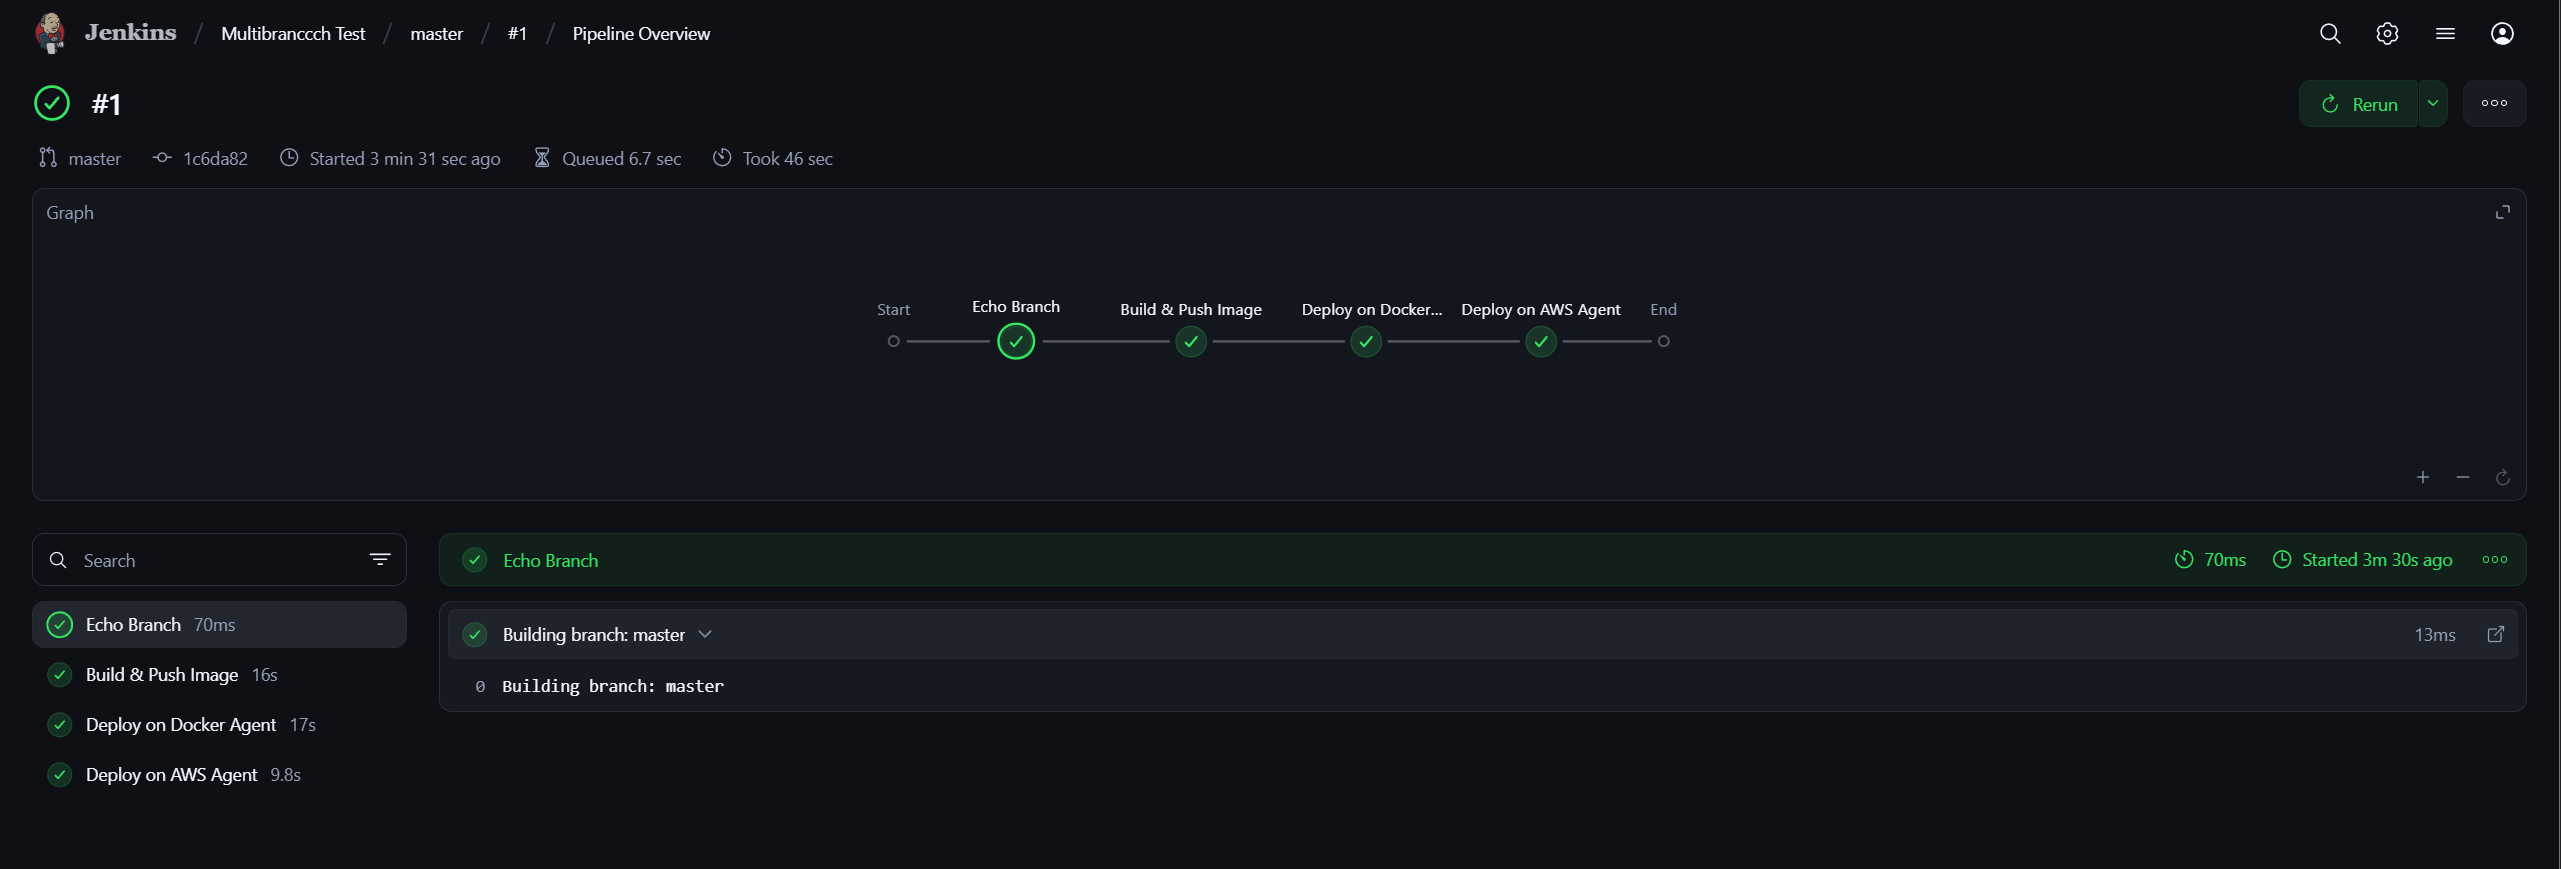 Jenkins / Multibranccch Test / master / #1 / Pipeline Overview
#1
Rerun
master 1c6da82 Started 3 min 31 sec ago Queued 6.7 sec Took 46 sec
Graph
Start Echo Branch Build & Push Image Deploy on Docker... Deploy on AWS Agent End
Search
Echo Branch 70ms
Build & Push Image 16s
Deploy on Docker Agent 17s
Deploy on AWS Agent 9.8s
Echo Branch 70ms Started 3m 30s ago
Building branch: master 13ms
0 Building branch: master